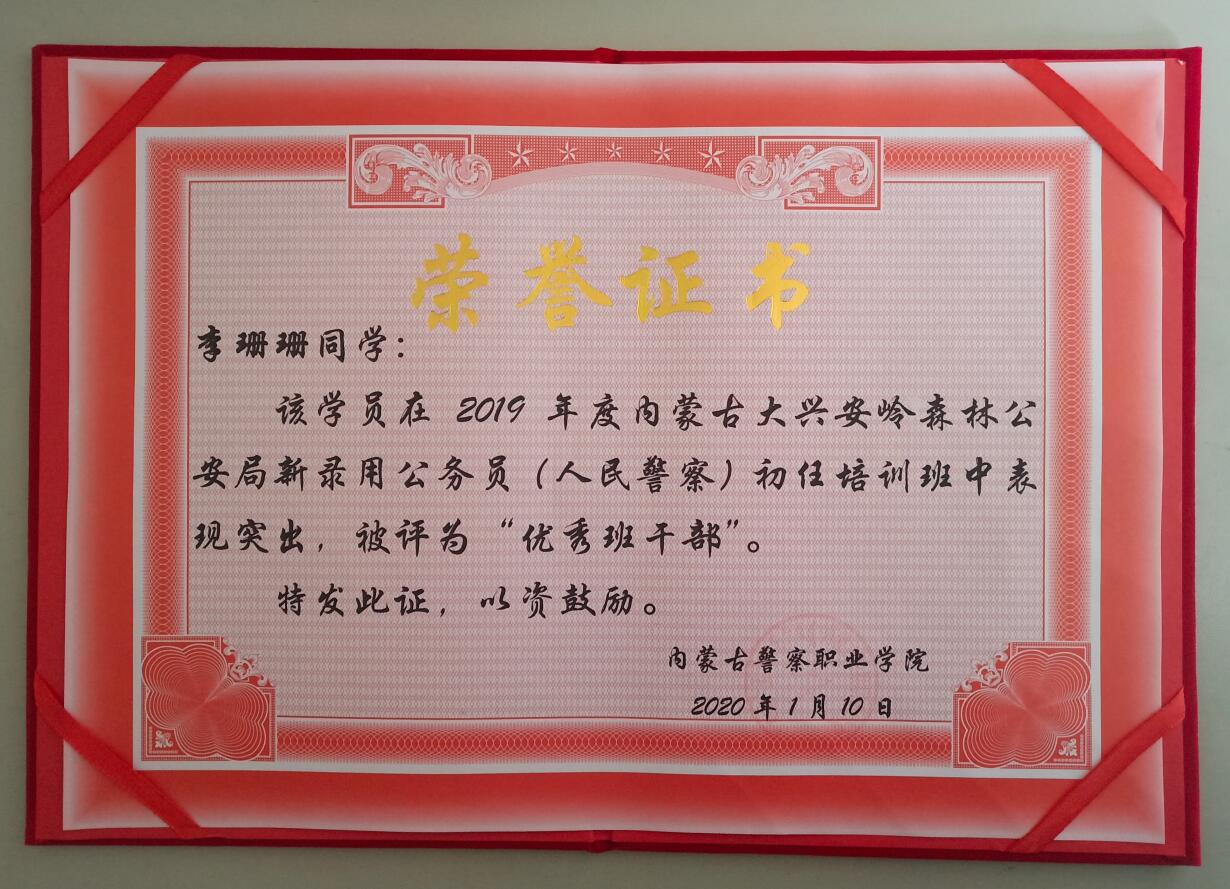 荣誉证书
李珊珊同学：
该学员在 2019 年度内蒙古大兴安岭森林公
安局新录用公务员（人民警察）初任培训班中表
现突出，被评为“优秀班干部”。
特发此证，以资鼓励。
内蒙古警察职业学院
2020 年 1 月 10 日